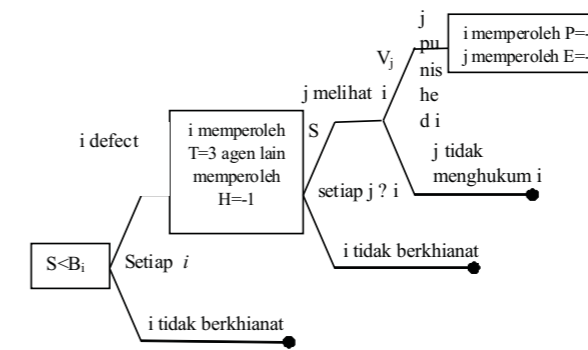 j
pu
nis
he
d i
i memperoleh P=-
j memperoleh E=-
Vj
j melihat i
S
i defect
i memperoleh
T=3 agen lain
memperoleh
H=-1
j tidak
menghukum i
setiap j ? i
i tidak berkhianat
S<Bi
Setiap i
i tidak berkhianat